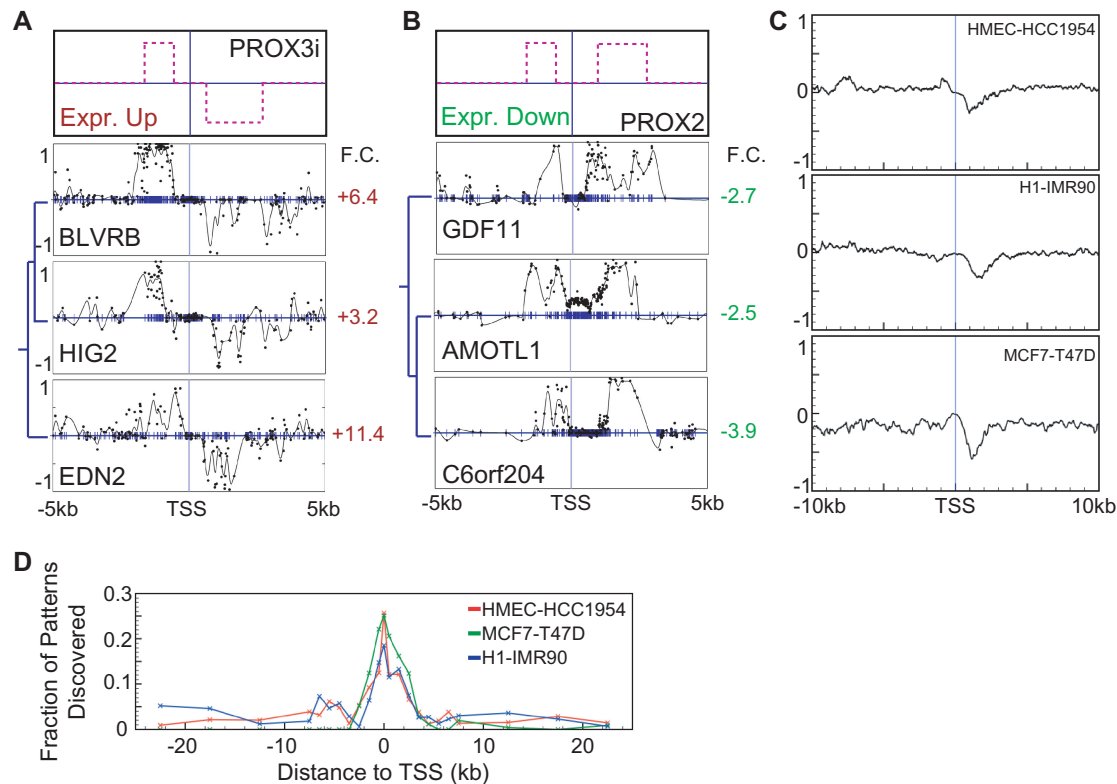 A
PROX3i
Expr. Up
F.C.
1
-1
BLVRB
+6.4
1
-1
HIG2
+3.2
1
-1
EDN2
+11.4
-5kb
TSS
5kb
B
Expr. Down
PROX2
F.C.
GDF11
-2.7
AMOTL1
-2.5
C6orf204
-3.9
-5kb
TSS
5kb
C
HMEC-HCC1954
1
0
-1
H1-IMR90
1
0
-1
MCF7-T47D
1
0
-1
-10kb
TSS
10kb
D
Fraction of Patterns
Discovered
0.3
0.2
0.1
0
HMEC-HCC1954
MCF7-T47D
H1-IMR90
-20
-10
0
10
20
Distance to TSS (kb)